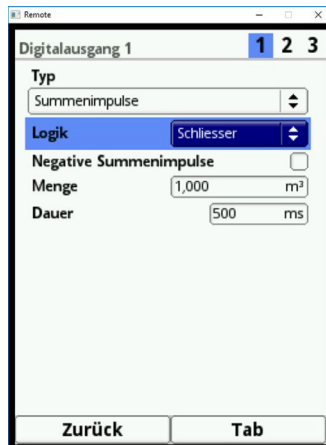 Remote
Digitalausgang 1 1 2 3
Typ
Summenimpulse
Logik Schliesser
Negative Summenimpulse
Menge 1,000 m³
Dauer 500 ms
Zurück Tab